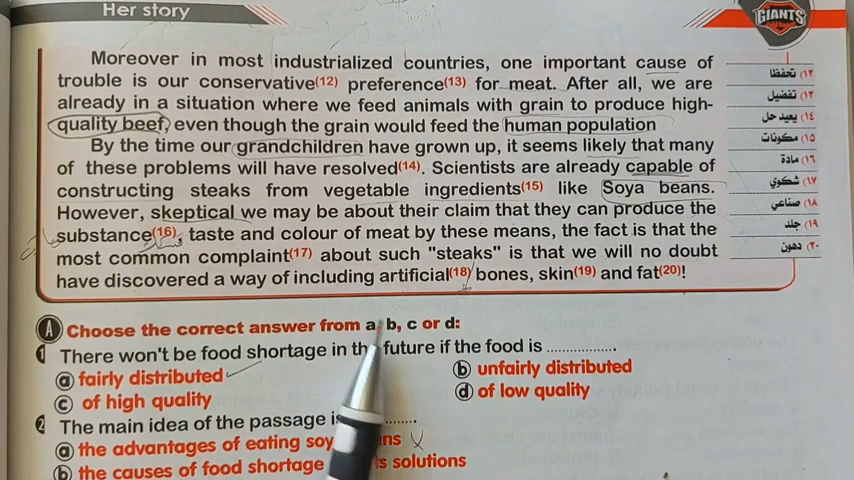 Her story
GIANTS
Moreover in most industrialized countries, one important cause of
trouble is our conservative(12) preference(13) for meat. After all, we are
already in a situation where we feed animals with grain to produce high-
quality beef, even though the grain would feed the human population
By the time our grandchildren have grown up, it seems likely that many
of these problems will have resolved(14). Scientists are already capable of
constructing steaks from vegetable ingredients(15) like Soya beans.
However, skeptical we may be about their claim that they can produce the
substance(16), taste and colour of meat by these means, the fact is that the
most common complaint(17) about such "steaks" is that we will no doubt
have discovered a way of including artificial(18) bones, skin(19) and fat(20)!
(١٢ تحفظا
(١٣ تفضيل
(١٤ يعيد حل
(١٥ مكونات
(١٦ مادة
(١٧ شكوي
(١٨ صناعي
(١٩ جلد
(٢٠ دهون
A Choose the correct answer from a, b, c or d:
1 There won't be food shortage in the future if the food is ................
a fairly distributed
b unfairly distributed
c of high quality
d of low quality
2 The main idea of the passage is ........
a the advantages of eating soy
b the causes of food shortage solutions